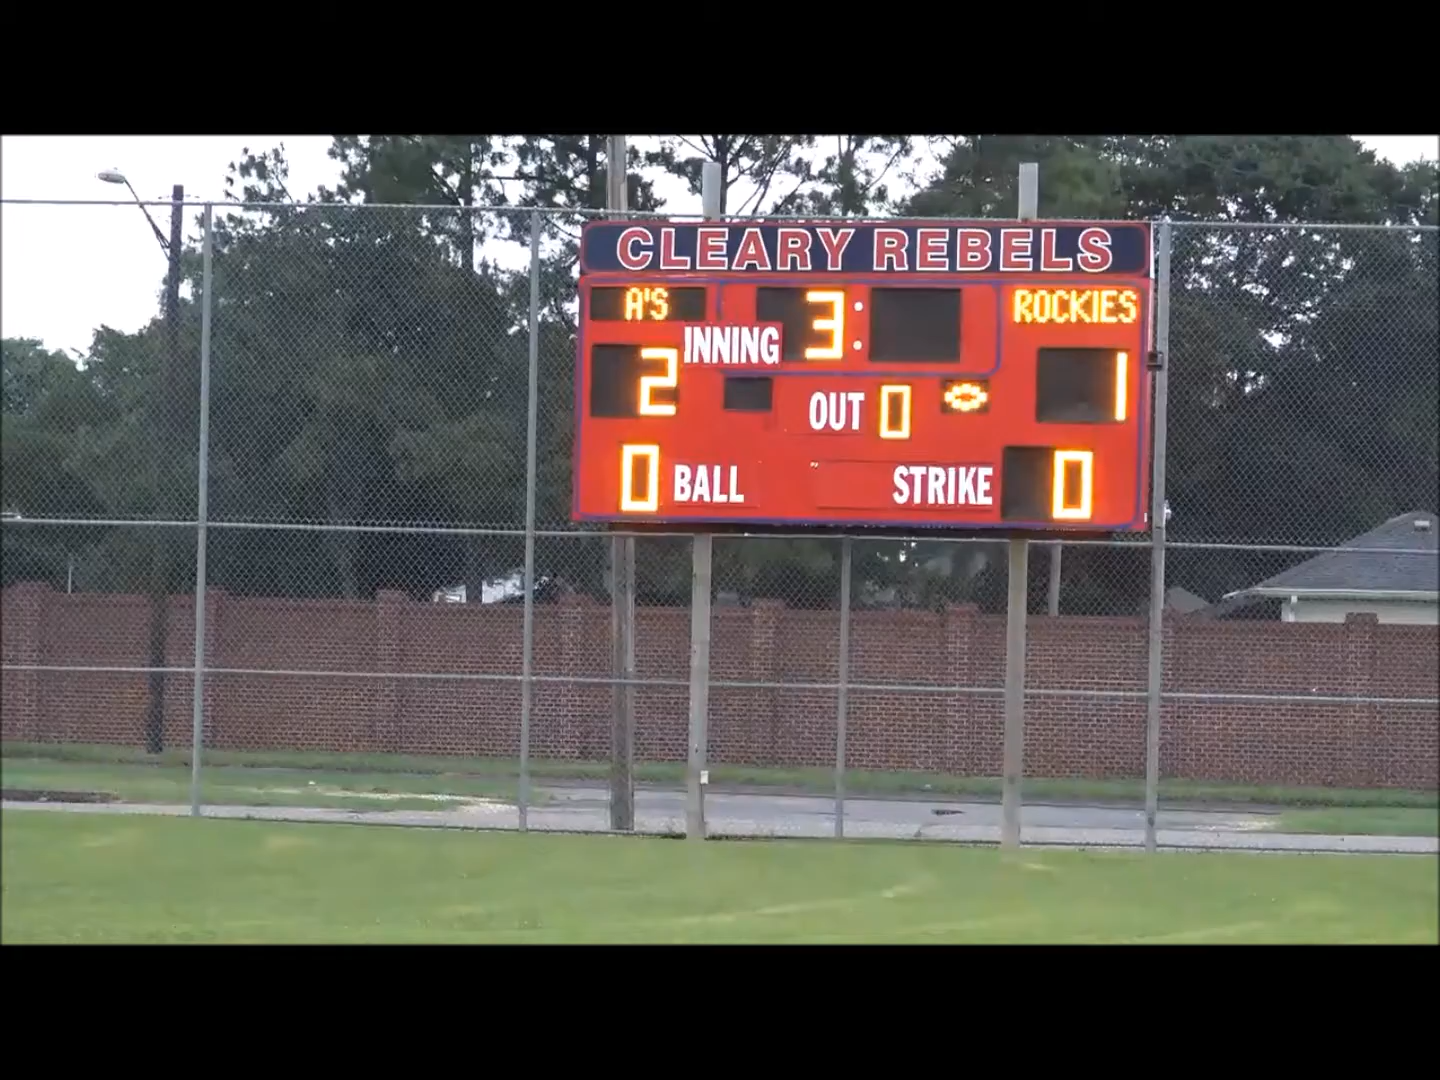 CLEARY REBELS
A'S 3: ROCKIES
INNING
2 1
OUT 0
0 BALL STRIKE 0